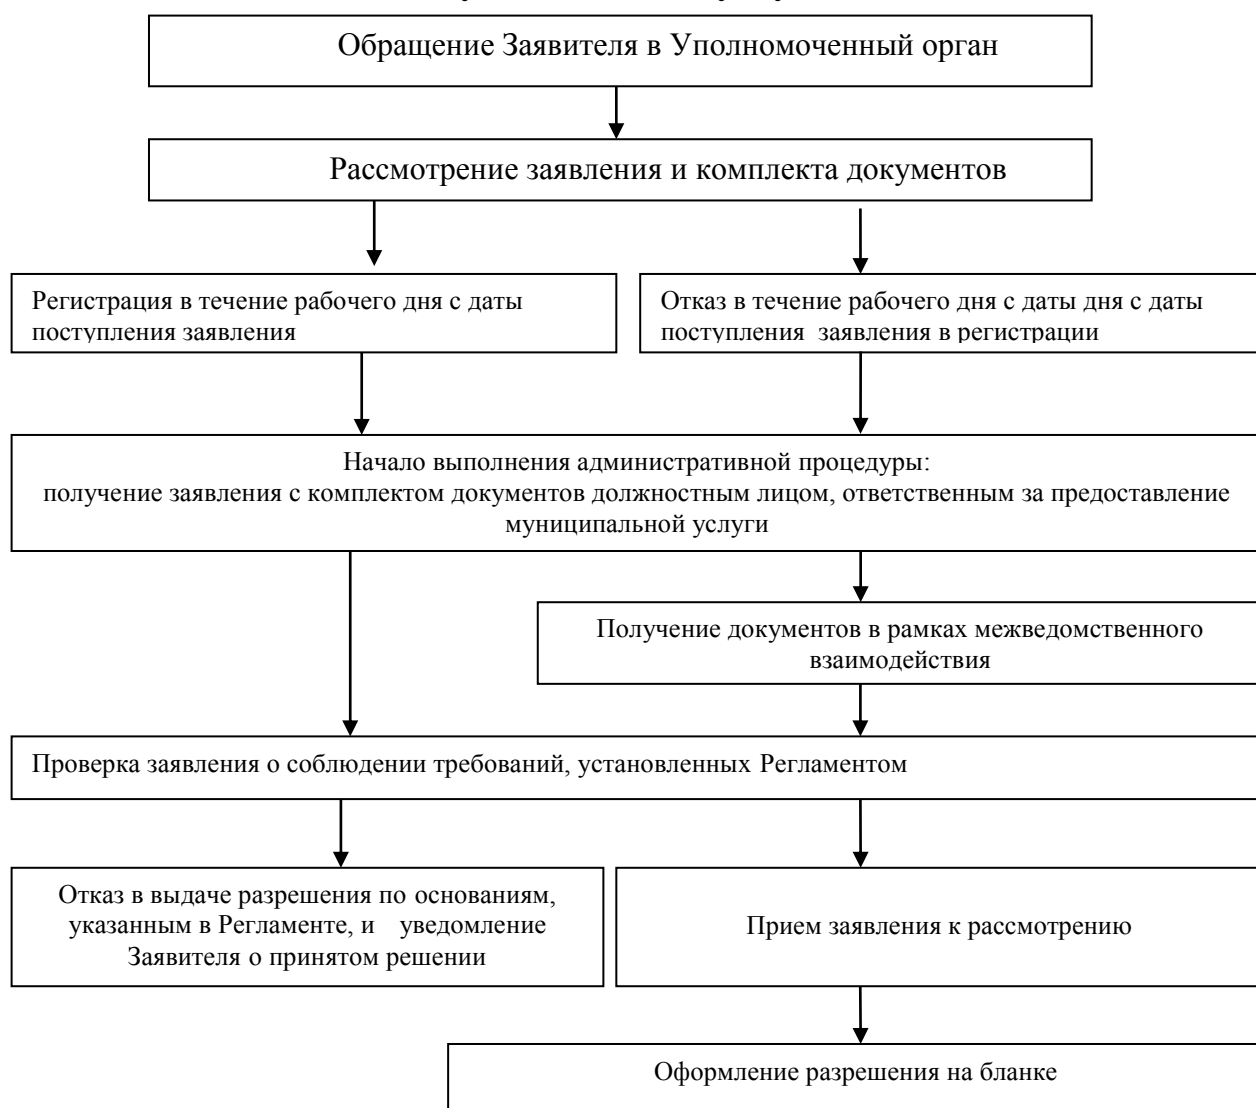 Обращение Заявителя в Уполномоченный орган
Рассмотрение заявления и комплекта документов
Регистрация в течение рабочего дня с даты
поступления заявления
Отказ в течение рабочего дня с даты дня с даты
поступления заявления в регистрации
Начало выполнения административной процедуры:
получение заявления с комплектом документов должностным лицом, ответственным за предоставление
муниципальной услуги
Получение документов в рамках межведомственного
взаимодействия
Проверка заявления о соблюдении требований, установленных Регламентом
Отказ в выдаче разрешения по основаниям,
указанным в Регламенте, и уведомление
Заявителя о принятом решении
Прием заявления к рассмотрению
Оформление разрешения на бланке